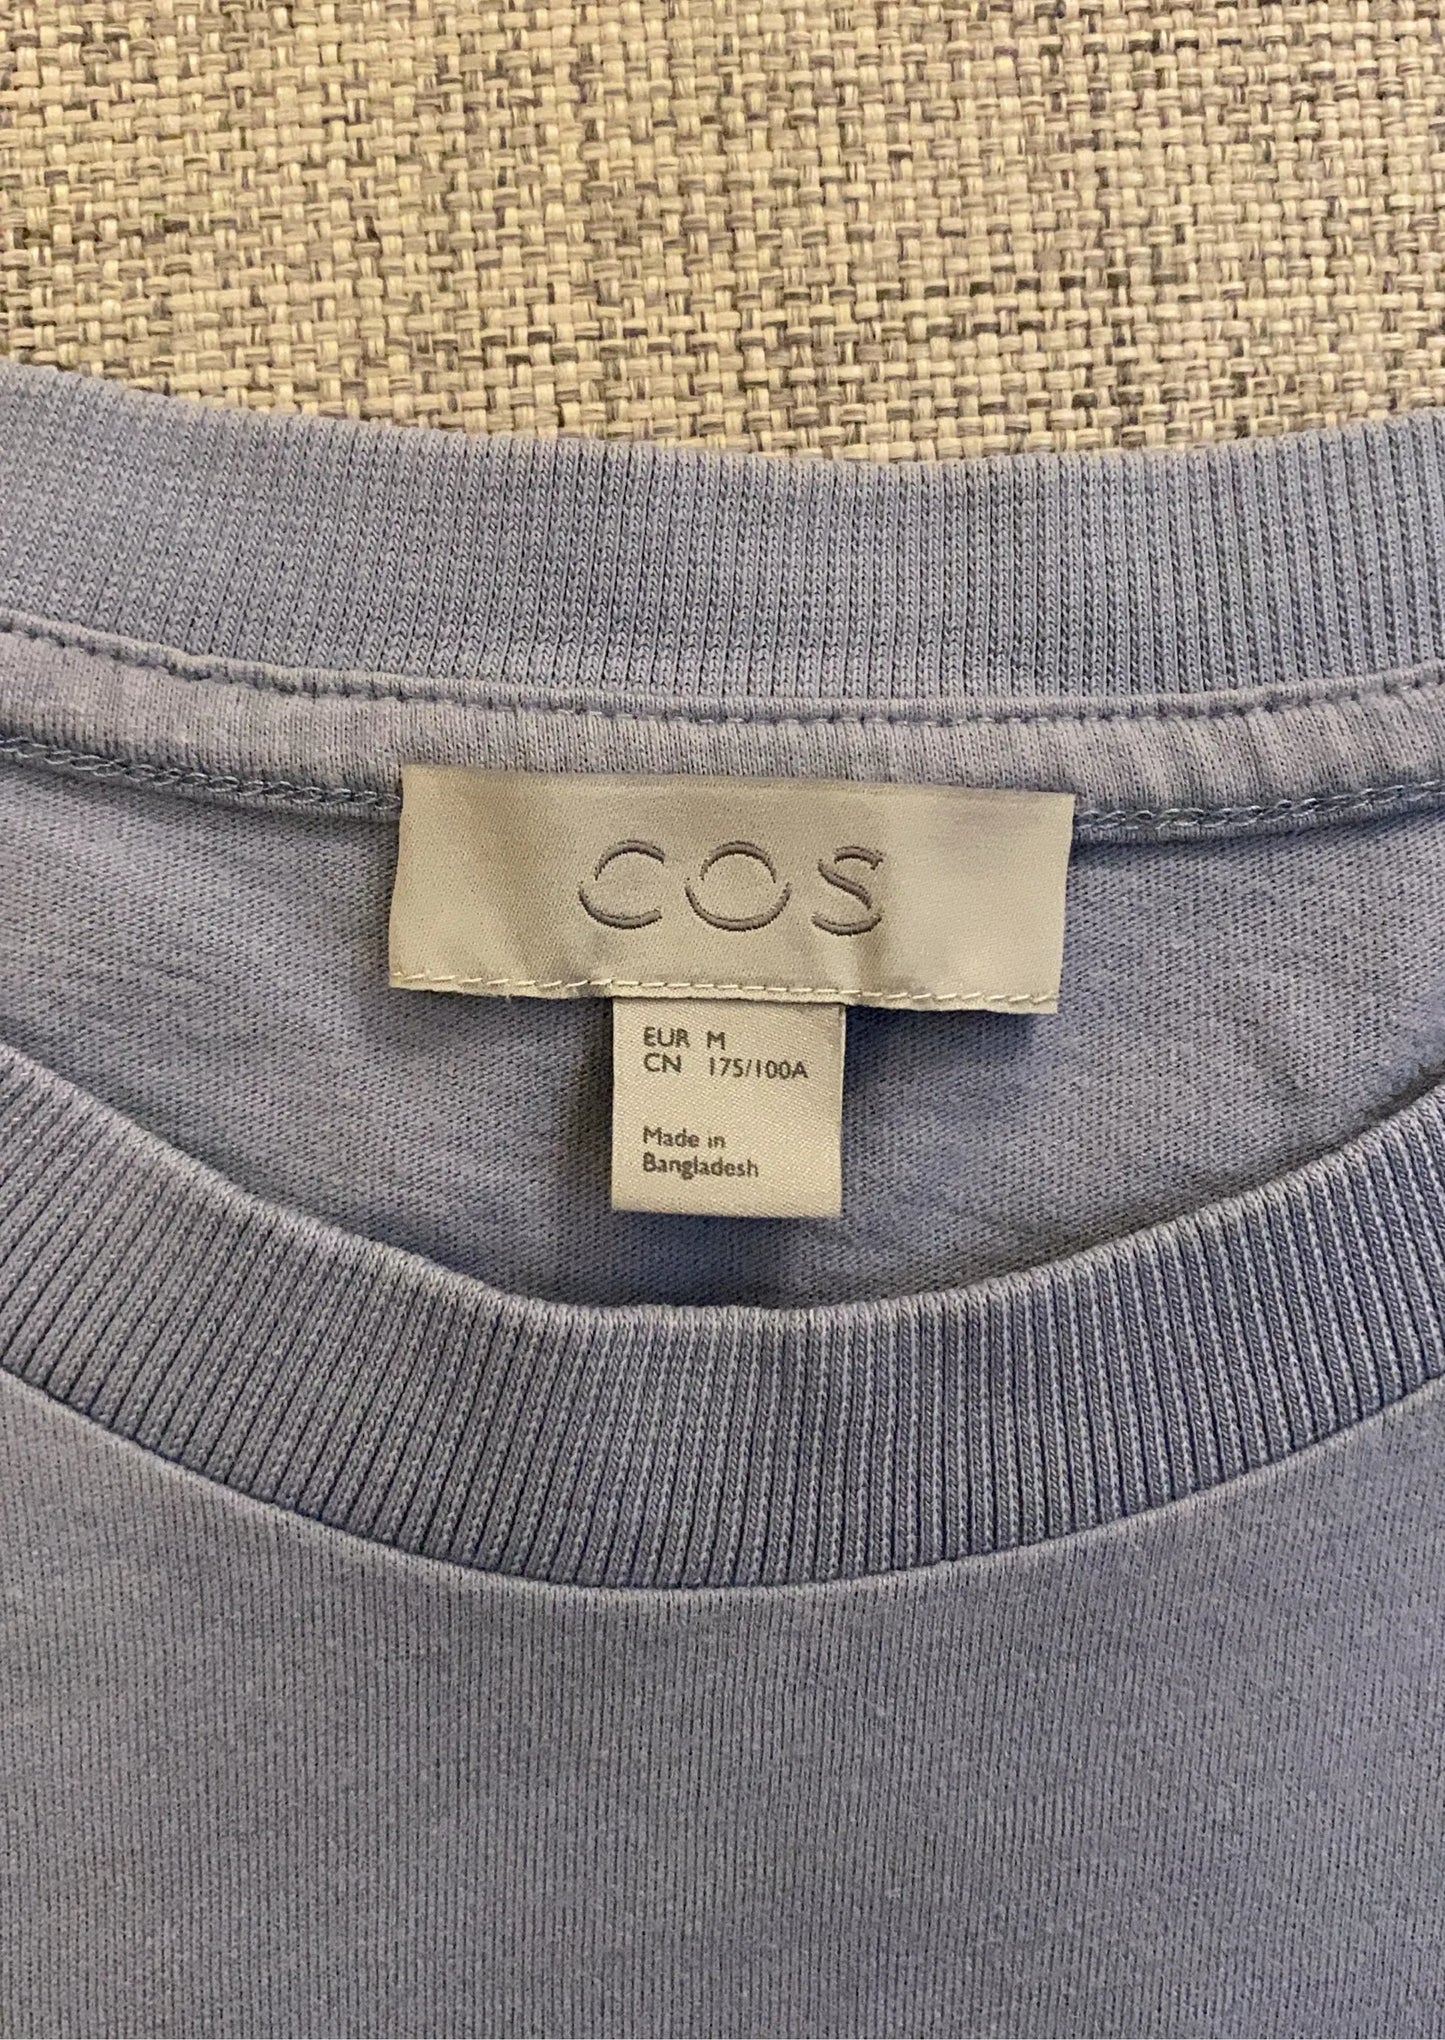 COS
EUR M
CN 175/100A
Made in
Bangladesh